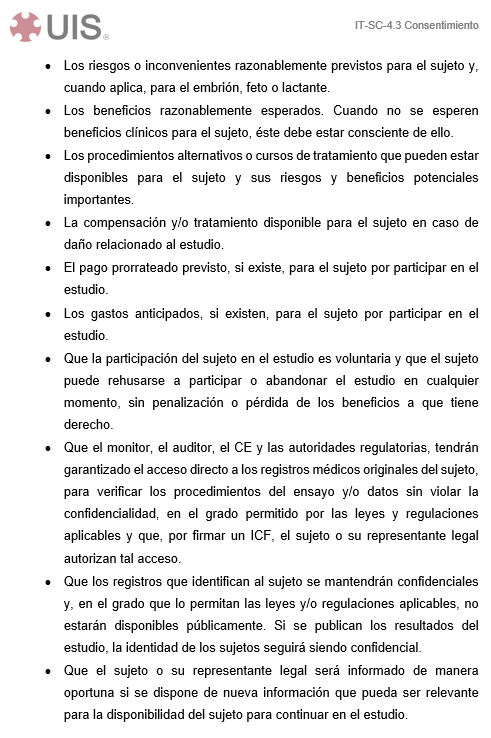 UIS®
IT-SC-4.3 Consentimiento
• Los riesgos o inconvenientes razonablemente previstos para el sujeto y,
cuando aplica, para el embrión, feto o lactante.
• Los beneficios razonablemente esperados. Cuando no se esperen
beneficios clínicos para el sujeto, éste debe estar consciente de ello.
• Los procedimientos alternativos o cursos de tratamiento que pueden estar
disponibles para el sujeto y sus riesgos y beneficios potenciales
importantes.
• La compensación y/o tratamiento disponible para el sujeto en caso de
daño relacionado al estudio.
• El pago prorrateado previsto, si existe, para el sujeto por participar en el
estudio.
• Los gastos anticipados, si existen, para el sujeto por participar en el
estudio.
• Que la participación del sujeto en el estudio es voluntaria y que el sujeto
puede rehusarse a participar o abandonar el estudio en cualquier
momento, sin penalización o pérdida de los beneficios a que tiene
derecho.
• Que el monitor, el auditor, el CE y las autoridades regulatorias, tendrán
garantizado el acceso directo a los registros médicos originales del sujeto,
para verificar los procedimientos del ensayo y/o datos sin violar la
confidencialidad, en el grado permitido por las leyes y regulaciones
aplicables y que, por firmar un ICF, el sujeto o su representante legal
autorizan tal acceso.
• Que los registros que identifican al sujeto se mantendrán confidenciales
y, en el grado que lo permitan las leyes y/o regulaciones aplicables, no
estarán disponibles públicamente. Si se publican los resultados del
estudio, la identidad de los sujetos seguirá siendo confidencial.
• Que el sujeto o su representante legal será informado de manera
oportuna si se dispone de nueva información que pueda ser relevante
para la disponibilidad del sujeto para continuar en el estudio.